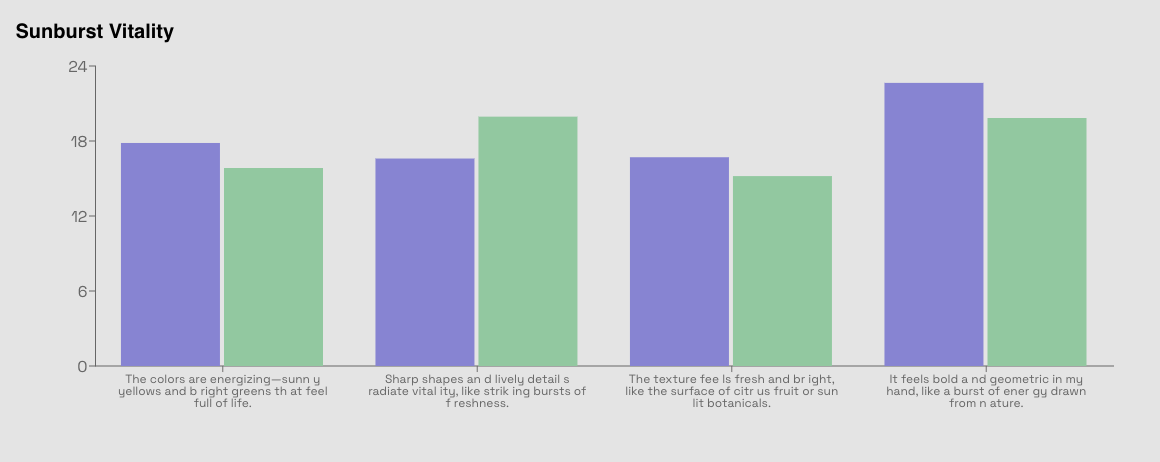 Sunburst Vitality
24
18
12
6
0
The colors are energizing—sunn y
yellows and b right greens th at feel
full of life.
Sharp shapes an d lively detail s
radiate vital ity, like strik ing bursts of
f reshness.
The texture fee ls fresh and br ight,
like the surface of citr us fruit or sun
lit botanicals.
It feels bold a nd geometric in my
hand, like a burst of ener gy drawn
from n ature.